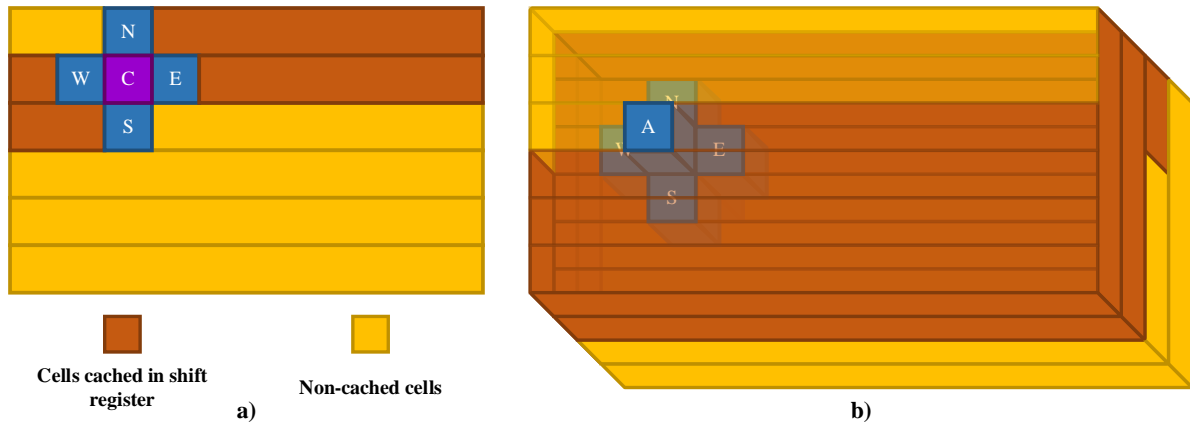 N
W C E
S
Cells cached in shift
register
Non-cached cells
a)
N
A
W E
S
b)